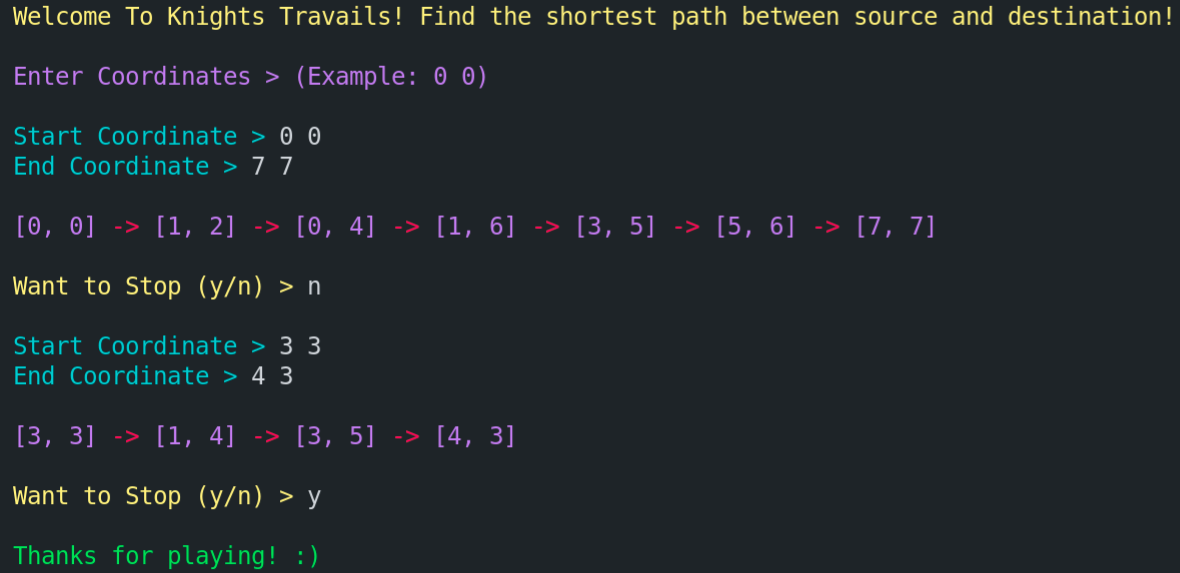 Welcome To Knights Travails! Find the shortest path between source and destination!
Enter Coordinates > (Example: 0 0)
Start Coordinate > 0 0
End Coordinate > 7 7
[0, 0] -> [1, 2] -> [0, 4] -> [1, 6] -> [3, 5] -> [5, 6] -> [7, 7]
Want to Stop (y/n) > n
Start Coordinate > 3 3
End Coordinate > 4 3
[3, 3] -> [1, 4] -> [3, 5] -> [4, 3]
Want to Stop (y/n) > y
Thanks for playing! :)